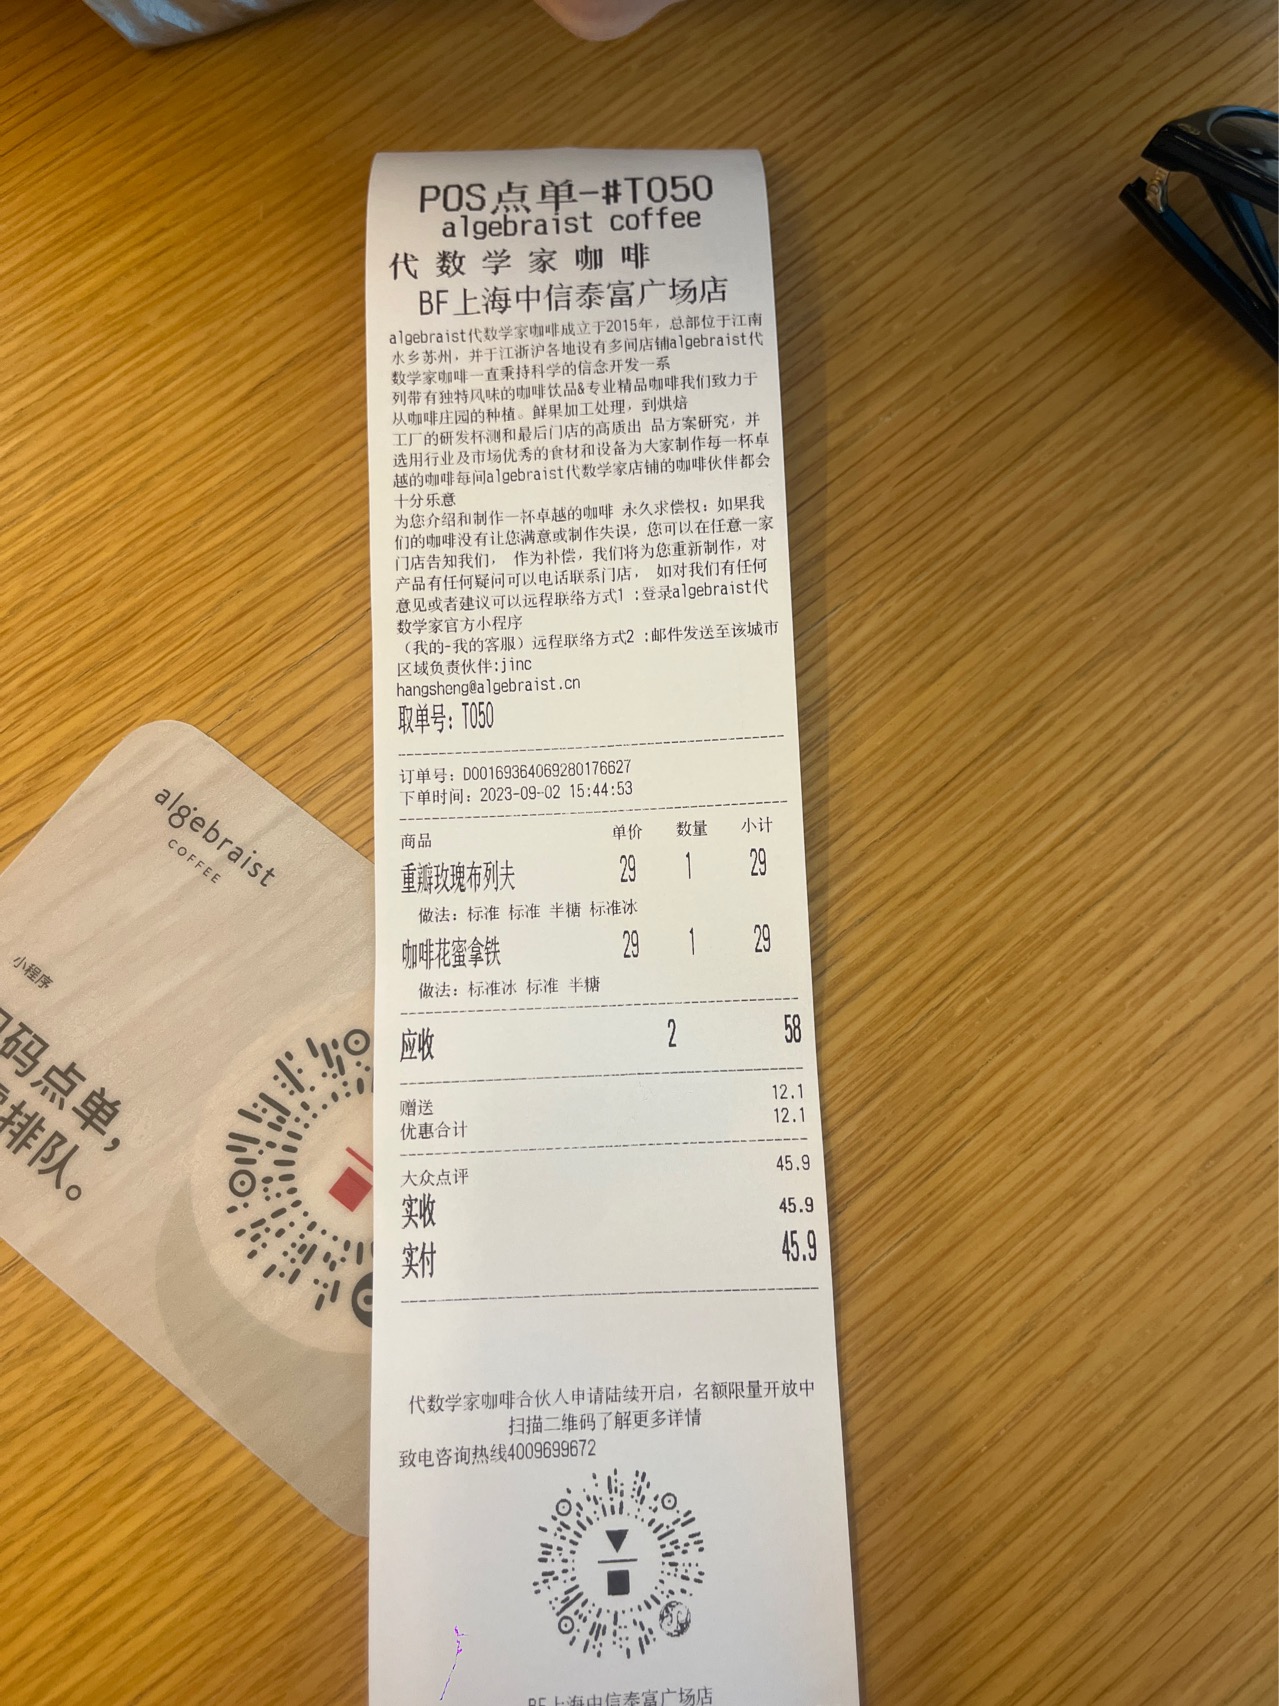 POS点单-#T050
algebraist coffee
代数学家咖啡
BF上海中信泰富广场店
algebraist代数学家咖啡成立于2015年，总部位于江南
水乡苏州，并于江浙沪各地设有多间店铺algebraist代
数学家咖啡一直秉持科学的信念开发一系
列带有独特风味的咖啡饮品&专业精品咖啡我们致力于
从咖啡庄园的种植。鲜果加工处理，到烘焙
工厂的研发杯测和最后门店的高质出 品方案研究，并
选用行业及市场优秀的食材和设备为大家制作每一杯卓
越的咖啡每间algebraist代数学家店铺的咖啡伙伴都会
十分乐意
为您介绍和制作一杯卓越的咖啡 永久求偿权：如果我
们的咖啡没有让您满意或制作失误，您可以在任意一家
门店告知我们， 作为补偿，我们将为您重新制作，对
产品有任何疑问可以电话联系门店， 如对我们有任何
意见或者建议可以远程联络方式1 :登录algebraist代
数学家官方小程序
（我的-我的客服）远程联络方式2 :邮件发送至该城市
区域负责伙伴:jinc
hangsheng@algebraist.cn
取单号: T050
订单号: D00169364069280176627
下单时间: 2023-09-02 15:44:53
商品 单价 数量 小计
重瓣玫瑰布列夫 29 1 29
做法: 标准 标准 半糖 标准冰
咖啡花蜜拿铁 29 1 29
做法: 标准冰 标准 半糖
应收 2 58
赠送 12.1
优惠合计 12.1
大众点评 45.9
实收 45.9
实付 45.9
代数学家咖啡合伙人申请陆续开启，名额限量开放中
扫描二维码了解更多详情
致电咨询热线4009699672
BF上海中信泰富广场店
algebraist
COFFEE
小程序
码点单，
排队。